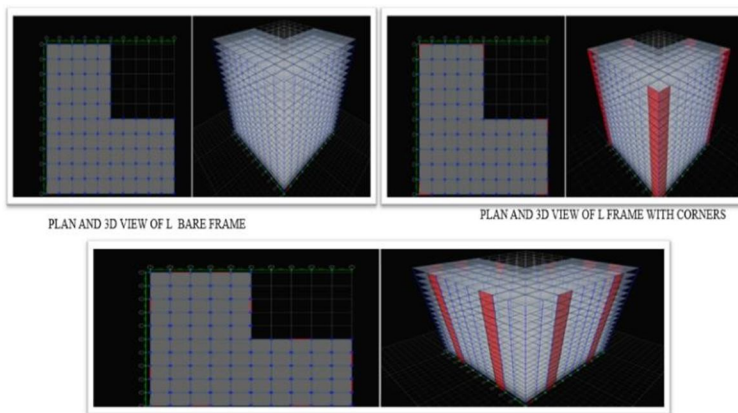 PLAN AND 3D VIEW OF L BARE FRAME
PLAN AND 3D VIEW OF L FRAME WITH CORNERS